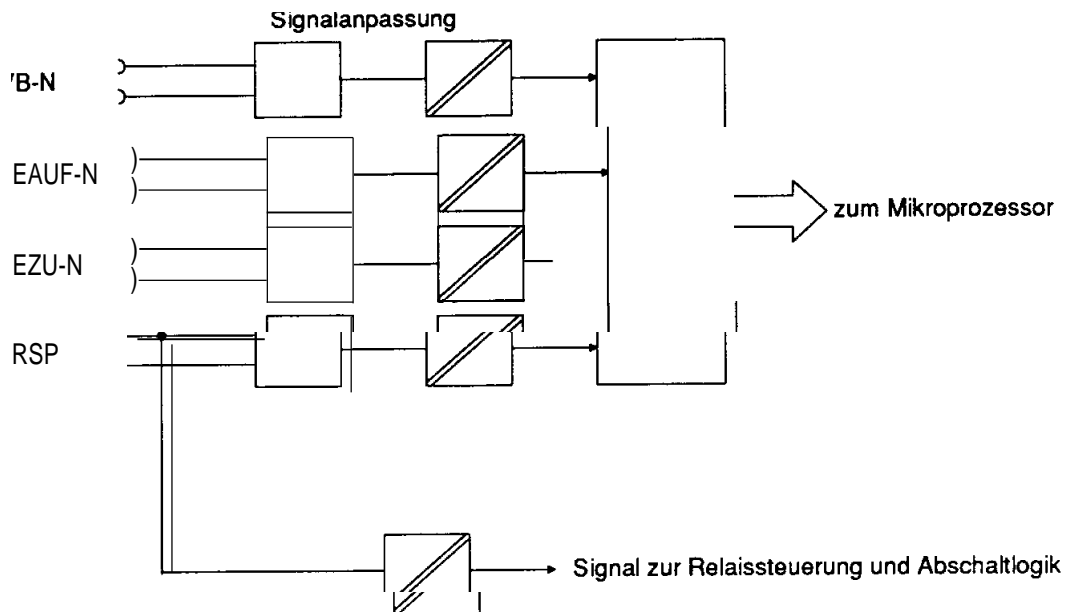 Signalanpassung
/B-N
EAUF-N
EZU-N
RSP
zum Mikroprozessor
Signal zur Relaissteuerung und Abschaltlogik